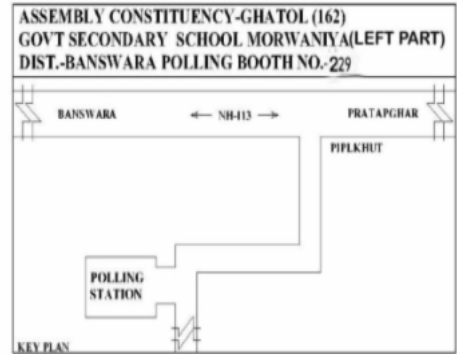 ASSEMBLY CONSTITUENCY-GHATOL (162)
GOVT SECONDARY SCHOOL MORWANIYA(LEFT PART)
DIST.-BANSWARA POLLING BOOTH NO.-229
BANSWARA NH-113 PRATAPGHAR
PIPLKHUT
POLLING
STATION
KEY PLAN